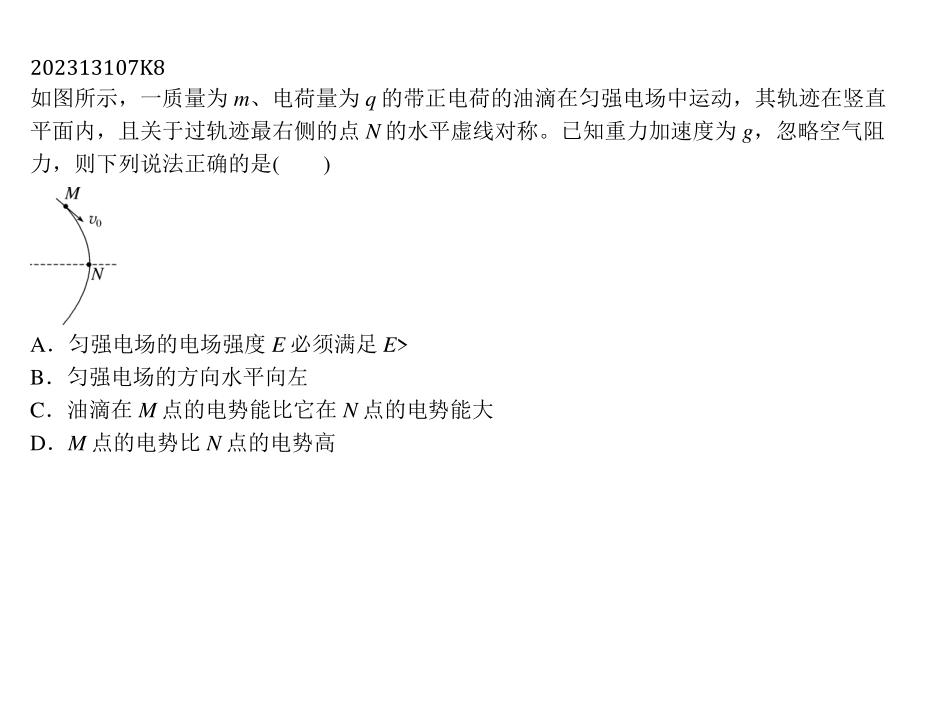 202313107K8
如图所示，一质量为 m、电荷量为 q 的带正电荷的油滴在匀强电场中运动，其轨迹在竖直
平面内，且关于过轨迹最右侧的点 N 的水平虚线对称。已知重力加速度为 g，忽略空气阻
力，则下列说法正确的是(　　)
M
v₀
N
A．匀强电场的电场强度 E 必须满足 E>
B．匀强电场的方向水平向左
C．油滴在 M 点的电势能比它在 N 点的电势能大
D．M 点的电势比 N 点的电势高